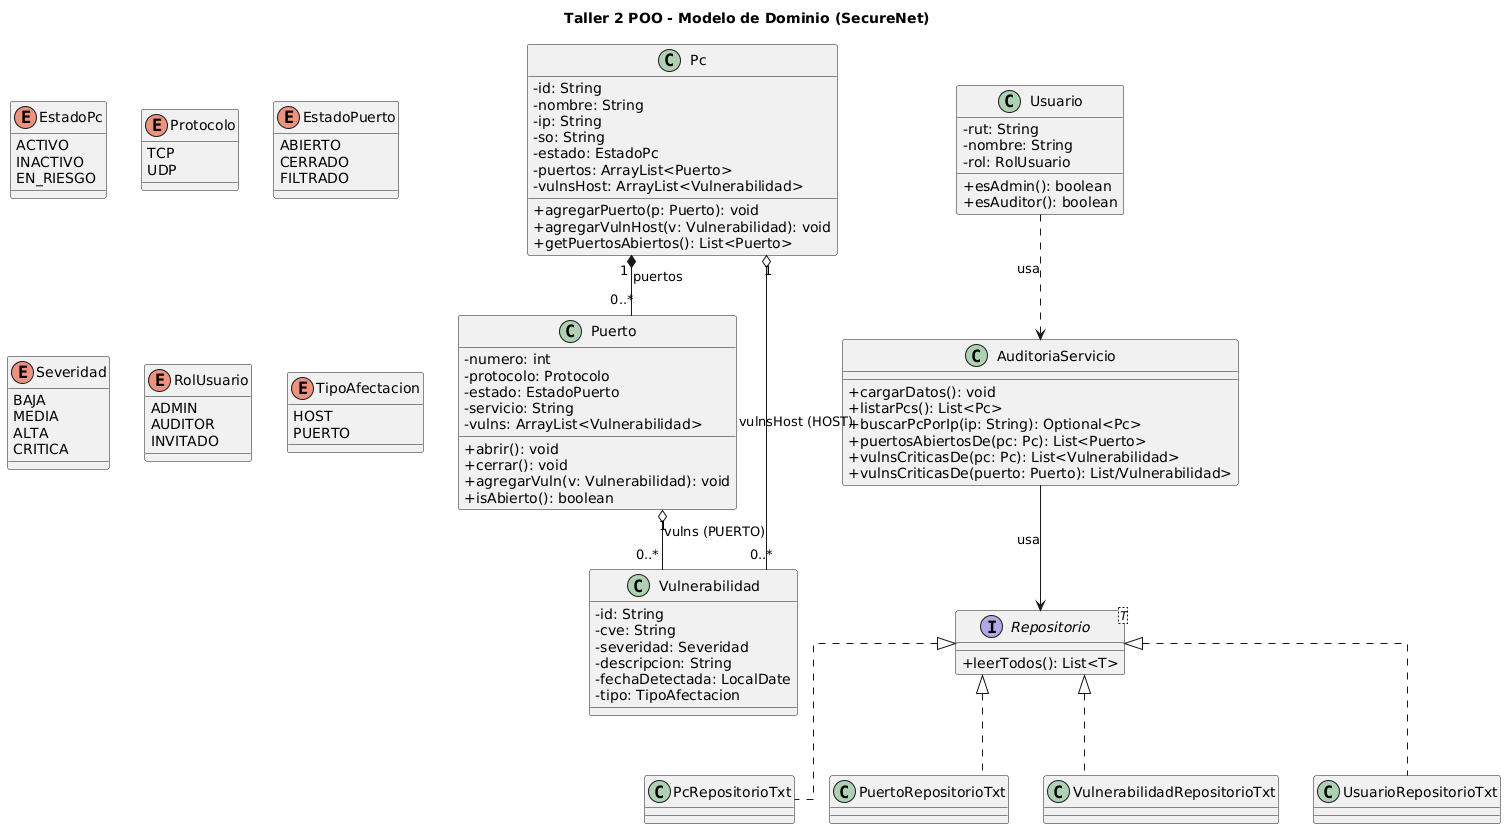 Taller 2 POO - Modelo de Dominio (SecureNet)
E EstadoPc
ACTIVO
INACTIVO
EN_RIESGO
E Protocolo
TCP
UDP
E EstadoPuerto
ABIERTO
CERRADO
FILTRADO
C Pc
-id: String
-nombre: String
-ip: String
-so: String
-estado: EstadoPc
-puertos: ArrayList<Puerto>
-vulnsHost: ArrayList<Vulnerabilidad>
+agregarPuerto(p: Puerto): void
+agregarVulnHost(v: Vulnerabilidad): void
+getPuertosAbiertos(): List<Puerto>
C Usuario
-rut: String
-nombre: String
-rol: RolUsuario
+esAdmin(): boolean
+esAuditor(): boolean
1
puertos
0..*
1
usa
E Severidad
BAJA
MEDIA
ALTA
CRITICA
E RolUsuario
ADMIN
AUDITOR
INVITADO
E TipoAfectacion
HOST
PUERTO
C Puerto
-numero: int
-protocolo: Protocolo
-estado: EstadoPuerto
-servicio: String
-vulns: ArrayList<Vulnerabilidad>
+abrir(): void
+cerrar(): void
+agregarVuln(v: Vulnerabilidad): void
+isAbierto(): boolean
vulnsHost (HOST)
C AuditoriaServicio
+cargarDatos(): void
+listarPcs(): List<Pc>
+buscarPcPorIp(ip: String): Optional<Pc>
+puertosAbiertosDe(pc: Pc): List<Puerto>
+vulnsCriticasDe(pc: Pc): List<Vulnerabilidad>
+vulnsCriticasDe(puerto: Puerto): List/Vulnerabilidad>
1
vulns (PUERTO)
0..*
0..*
usa
C Vulnerabilidad
-id: String
-cve: String
-severidad: Severidad
-descripcion: String
-fechaDetectada: LocalDate
-tipo: TipoAfectacion
I Repositorio
T
+leerTodos(): List<T>
C PcRepositorioTxt
C PuertoRepositorioTxt
C VulnerabilidadRepositorioTxt
C UsuarioRepositorioTxt